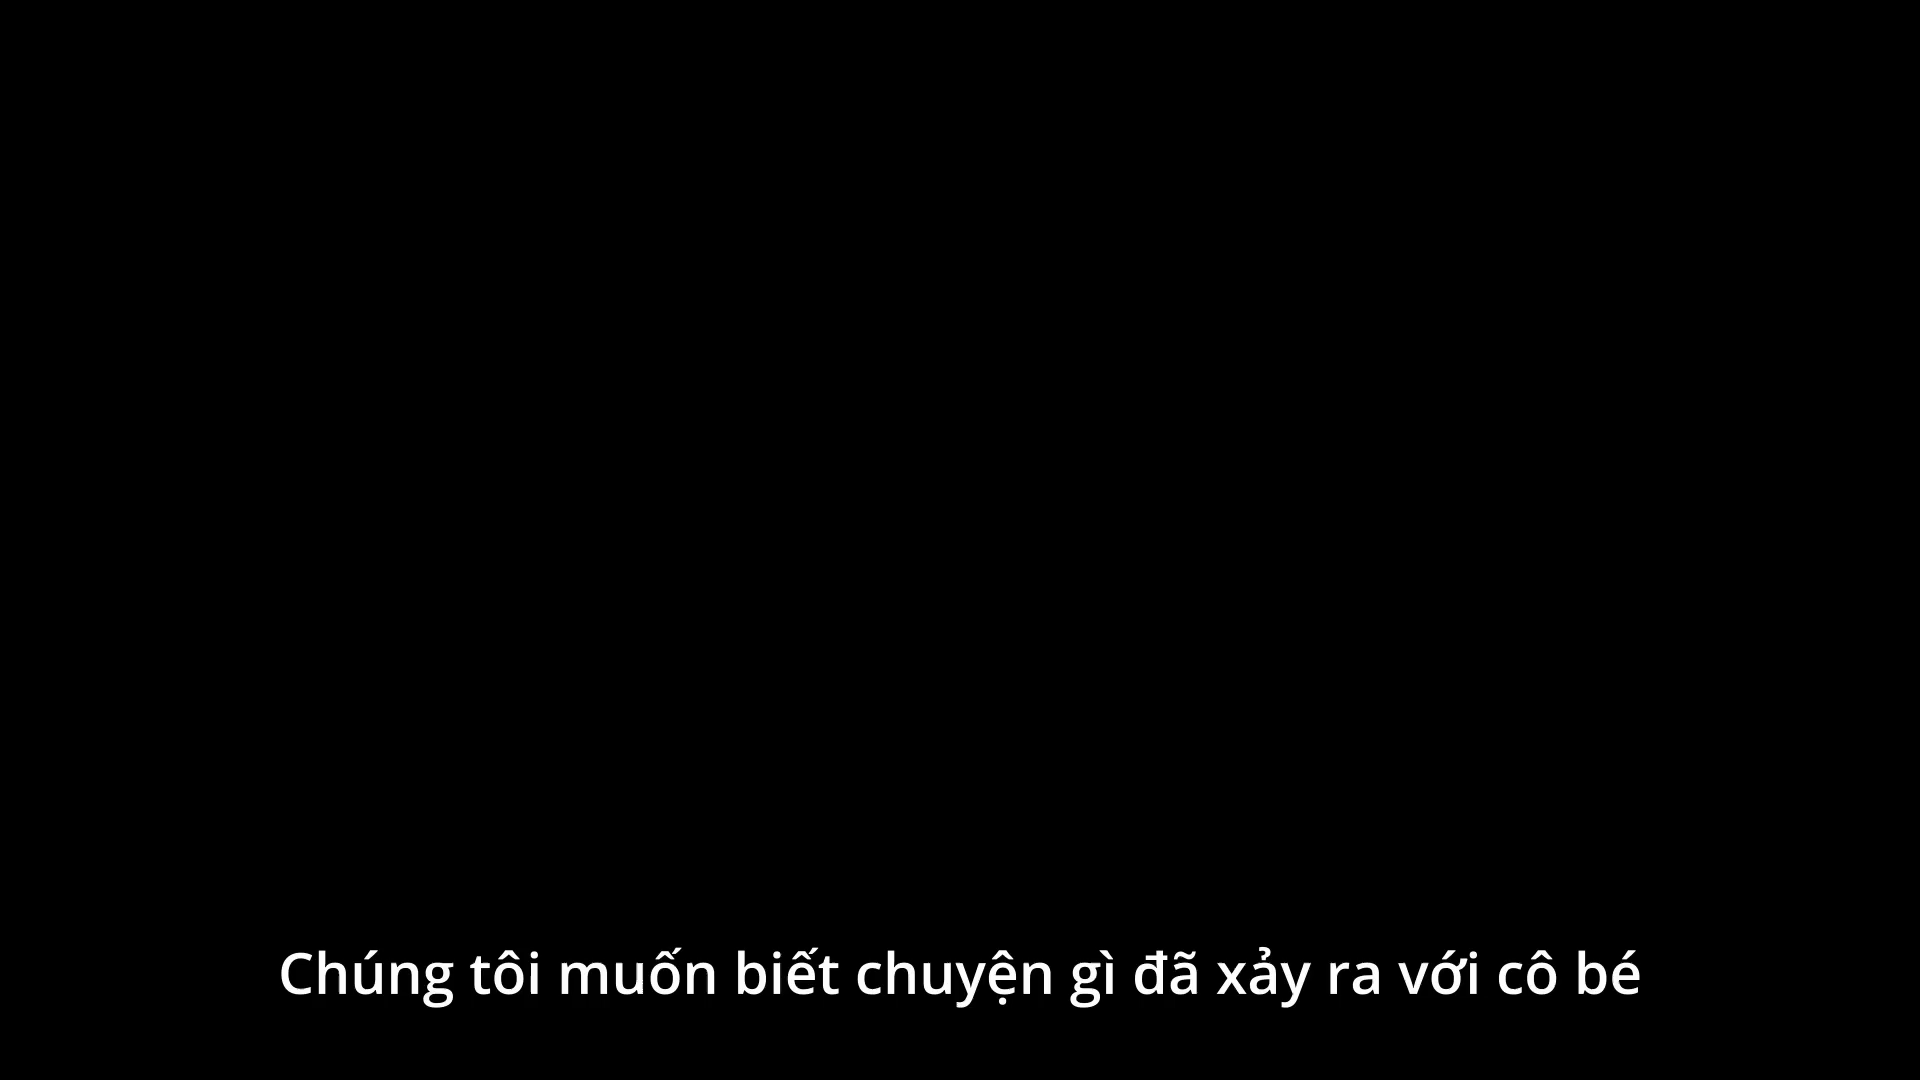 Chúng tôi muốn biết chuyện gì đã xảy ra với cô bé